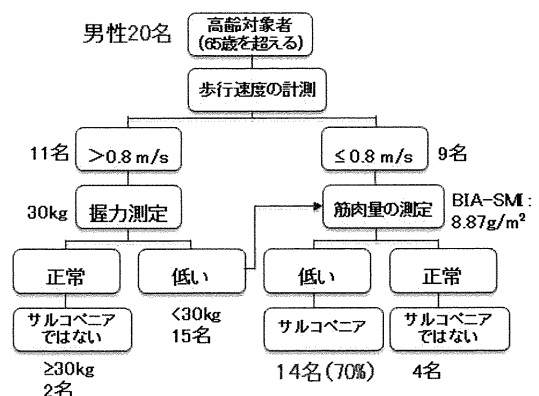 男性20名
高齢対象者
(65歳を超える)
歩行速度の計測
11名
>0.8 m/s
≤0.8 m/s
9名
30kg
握力測定
筋肉量の測定
BIA-SMI:
8.87g/m²
正常
低い
低い
正常
サルコペニア
ではない
<30kg
15名
サルコペニア
サルコペニア
ではない
≥30kg
2名
14名(70%)
4名